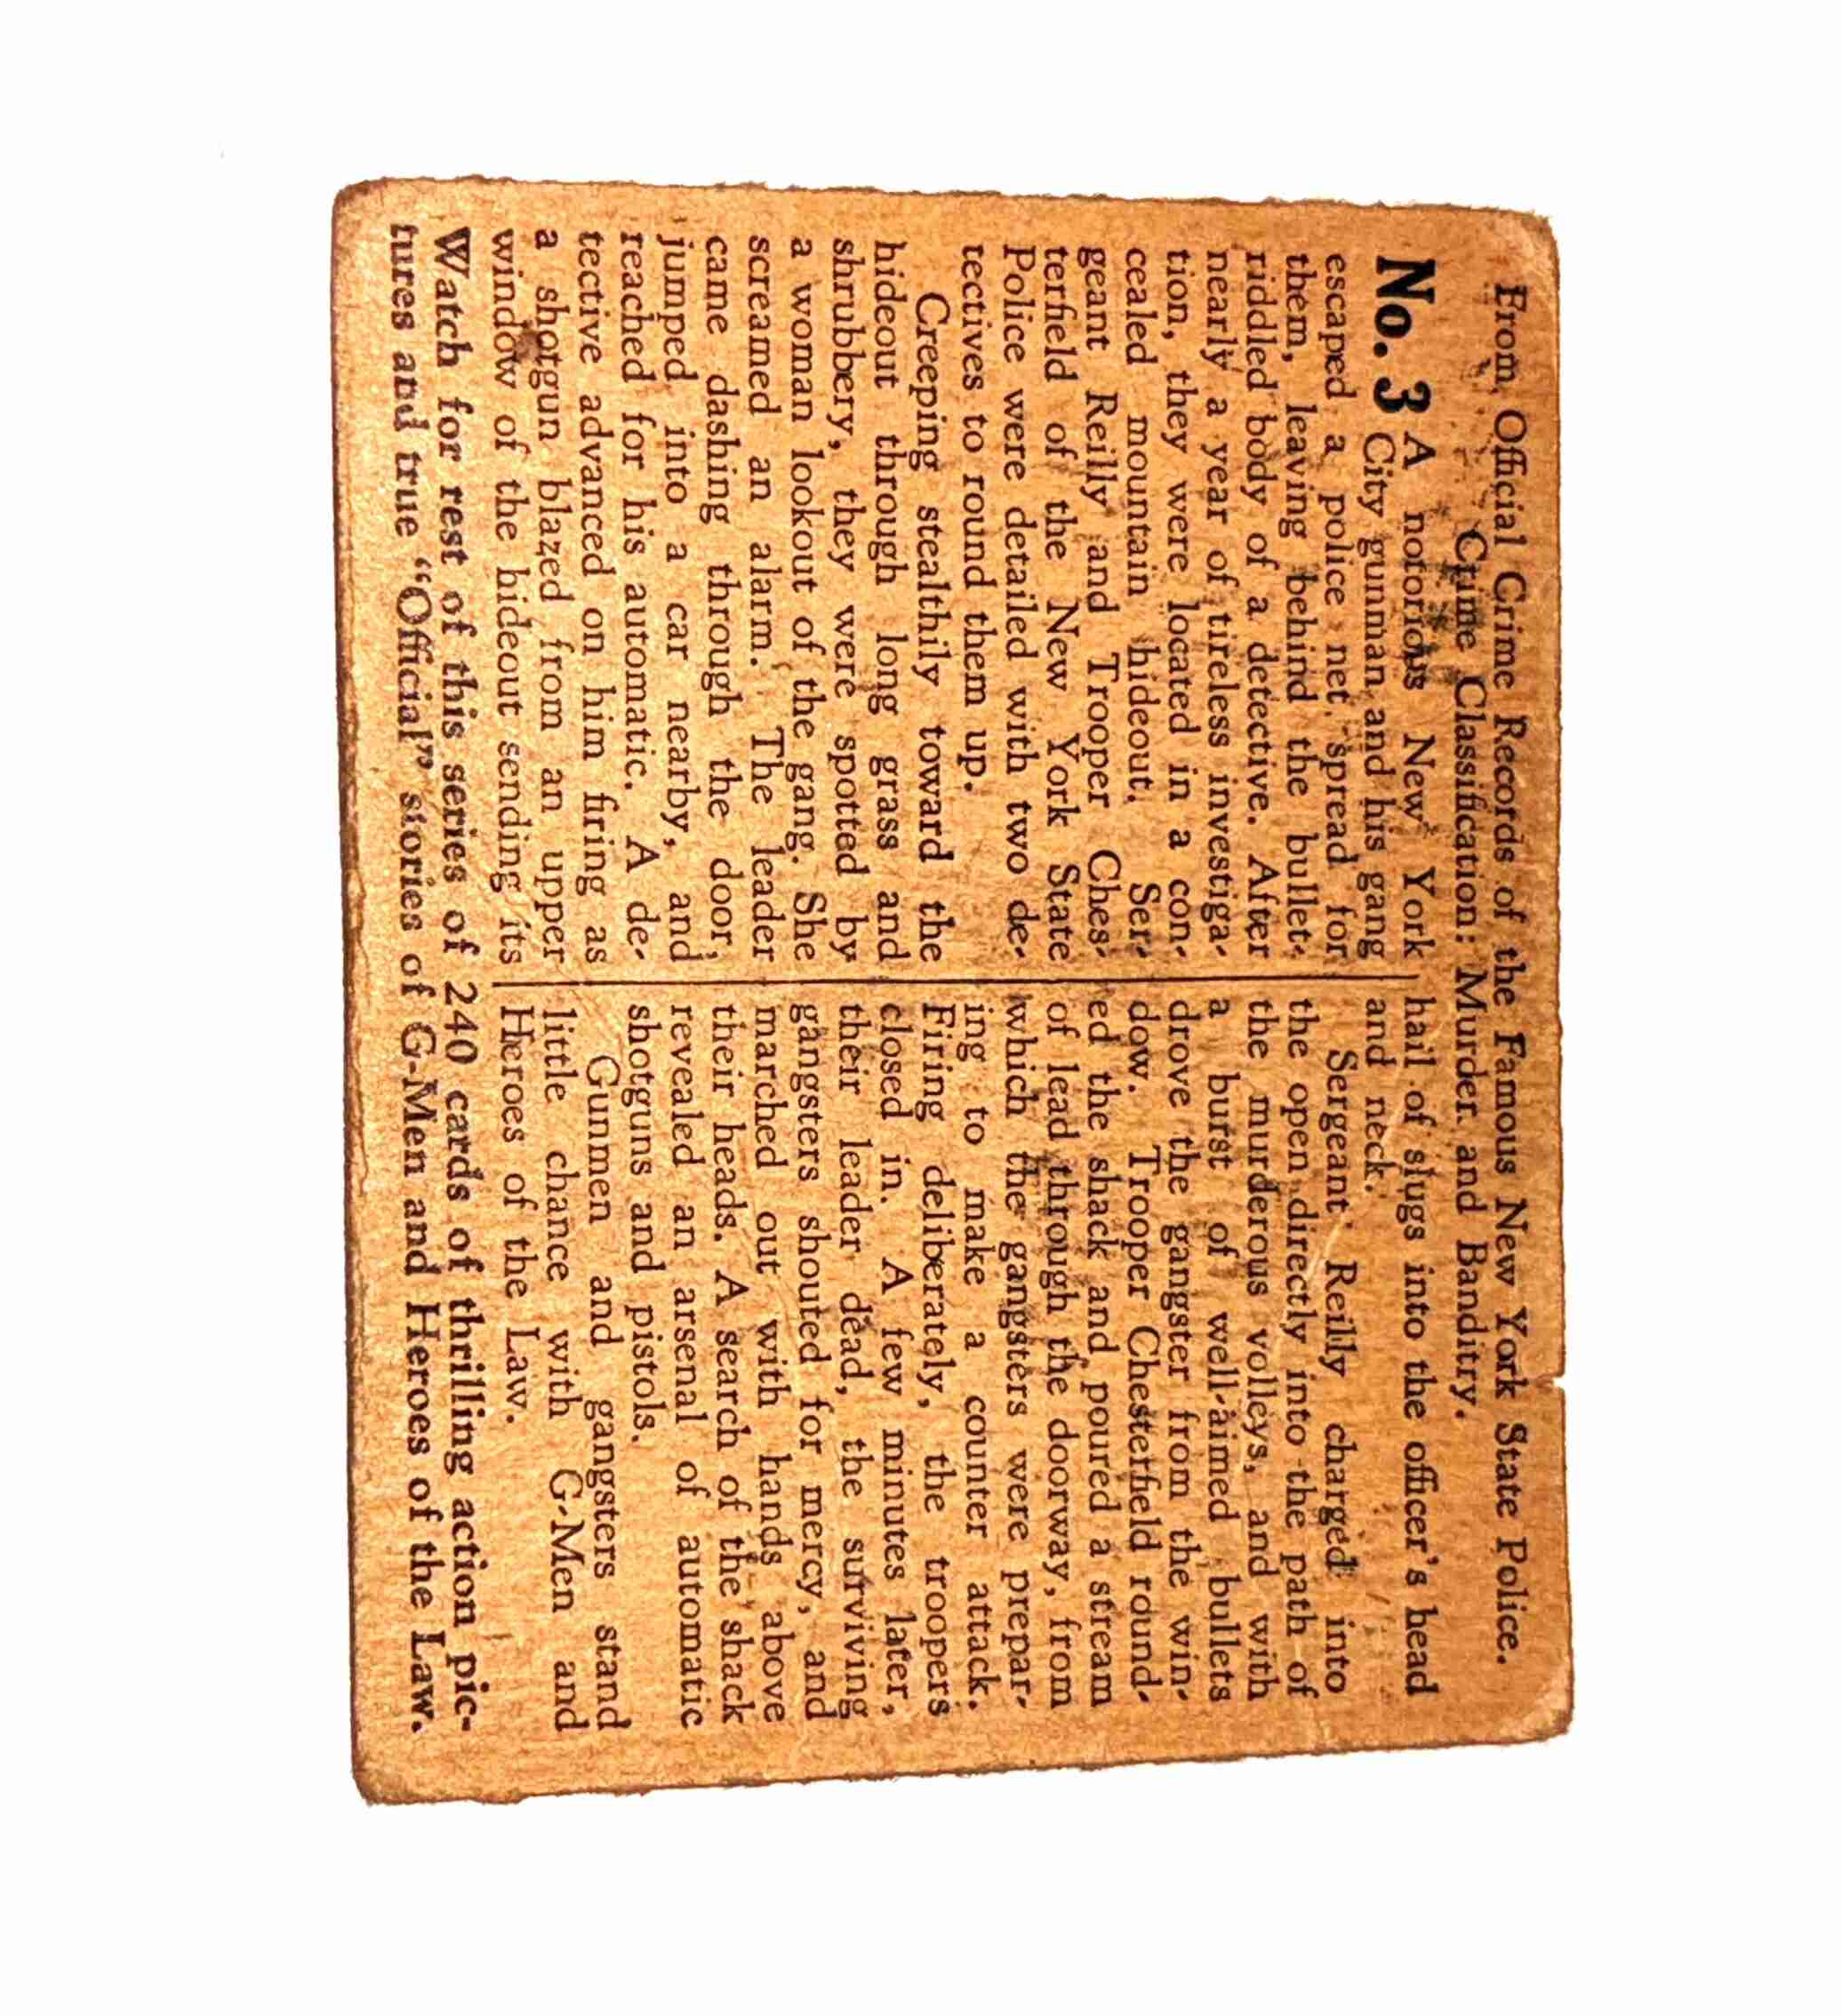 From Official Crime Records of the Famous New York State Police.
Crime Classification: Murder and Banditry.
No. 3 A notorious New York
City gunman and his gang
escaped a police net spread for
them, leaving behind the bullet-
riddled body of a detective. After
nearly a year of tireless investiga-
tion, they were located in a con-
cealed mountain hideout. Ser-
geant Reilly and Trooper Ches-
terfield of the New York State
Police were detailed with two de-
tectives to round them up.
Creeping stealthily toward the
hideout through long grass and
shrubbery, they were spotted by
a woman lookout of the gang. She
screamed an alarm. The leader
came dashing through the door,
jumped into a car nearby, and
reached for his automatic. A de-
tective advanced on him firing as
a shotgun blazed from an upper
window of the hideout sending its
hail of slugs into the officer's head
and neck.
Sergeant Reilly charged into
the open directly into the path of
the murderous volleys, and with
a burst of well-aimed bullets
drove the gangster from the win-
dow. Trooper Chesterfield round-
ed the shack and poured a stream
of lead through the doorway, from
which the gangsters were prepar-
ing to make a counter attack.
Firing deliberately, the troopers
closed in. A few minutes later,
their leader dead, the surviving
gangsters shouted for mercy, and
marched out with hands above
their heads. A search of the shack
revealed an arsenal of automatic
shotguns and pistols.
Gunmen and gangsters stand
little chance with G-Men and
Heroes of the Law.
Watch for rest of this series of 240 cards of thrilling action pic-
tures and true "Official" stories of G-Men and Heroes of the Law.